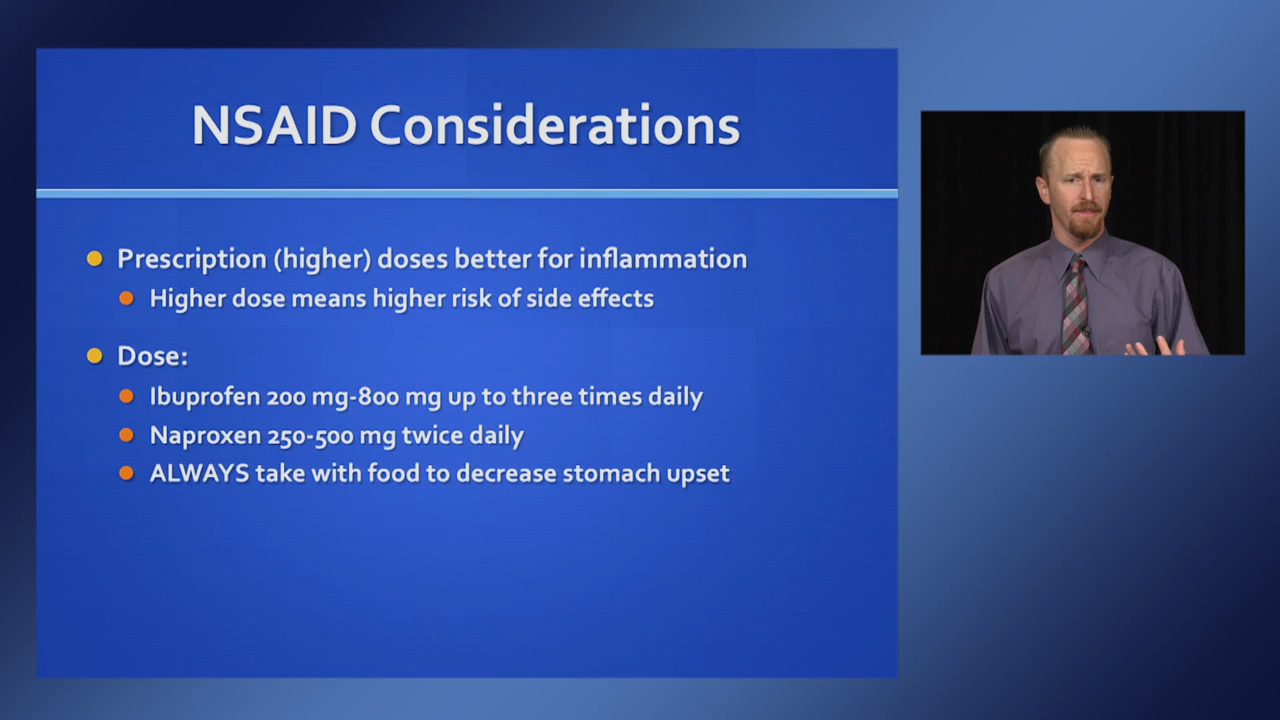 NSAID Considerations
Prescription (higher) doses better for inflammation
Higher dose means higher risk of side effects
Dose:
Ibuprofen 200 mg-800 mg up to three times daily
Naproxen 250-500 mg twice daily
ALWAYS take with food to decrease stomach upset